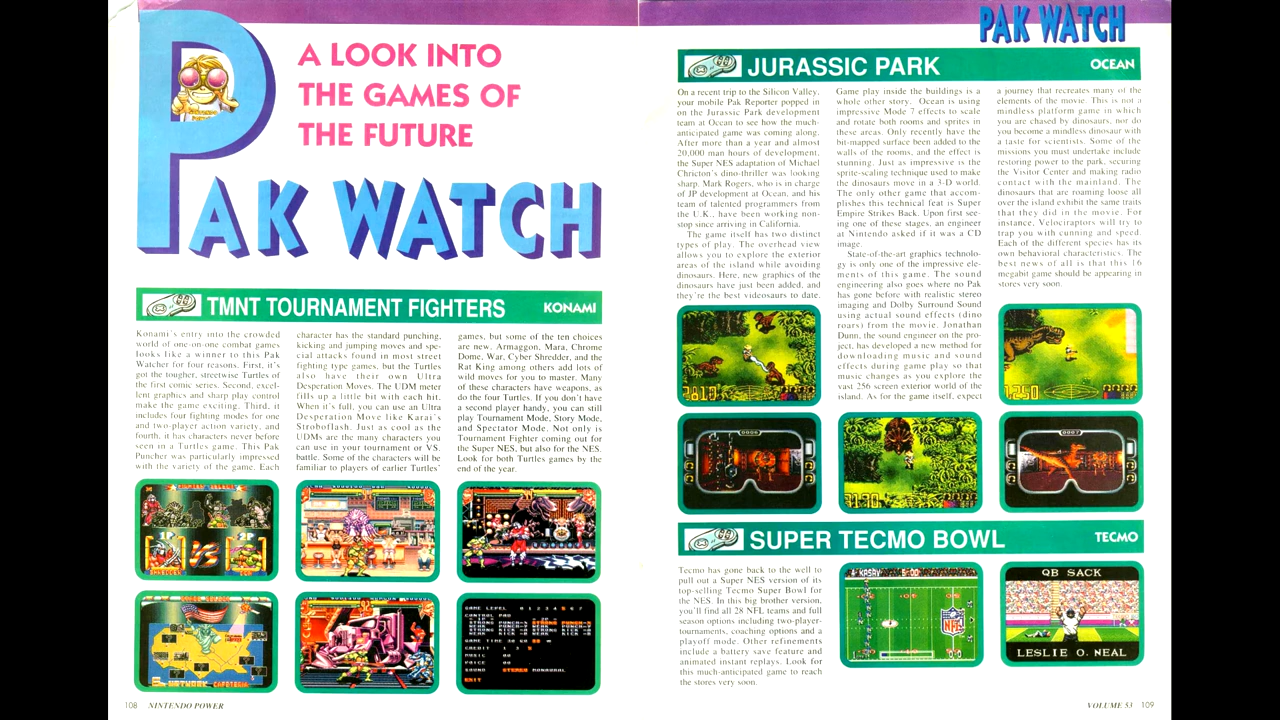 PAK WATCH
A LOOK INTO
THE GAMES OF
THE FUTURE
TMNT TOURNAMENT FIGHTERS KONAMI
Konami's entry into the crowded
world of one-on-one combat games
looks like a winner to this Pak
Watcher for four reasons. First, it's
got the tougher, streetwise Turtles of
the first comic series. Second, excel-
lent graphics and sharp play control
make the game exciting. Third, it
includes four fighting modes for one
and two-player action variety, and
fourth, it has characters never before
seen in a Turtles game. This Pak
Puncher was particularly impressed
with the variety of the game. Each
character has the standard punching,
kicking and jumping moves and spe-
cial attacks found in most street
fighting type games, but the Turtles
also have their own Ultra
Desperation Moves. The UDM meter
fills up a little bit with each hit.
When it's full, you can use an Ultra
Desperation Move like Karai's
Stroboflash. Just as cool as the
UDMs are the many characters you
can use in your tournament or VS.
battle. Some of the characters will be
familiar to players of earlier Turtles'
games, but some of the ten choices
are new. Armaggon, Mara, Chrome
Dome, War, Cyber Shredder, and the
Rat King among others add lots of
wild moves for you to master. Many
of these characters have weapons, as
do the four Turtles. If you don't have
a second player handy, you can still
play Tournament Mode, Story Mode,
and Spectator Mode. Not only is
Tournament Fighter coming out for
the Super NES, but also for the NES.
Look for both Turtles games by the
end of the year.
VS
GAME LEVEL 0 1 2 3 4 5 6 7
CONTROL PAD
GAME TIME 30 60
CREDIT 1 3 5
MUSIC 00
VOICE 00
SOUND STEREO MONAURAL
EXIT
108 NINTENDO POWER
PAK WATCH
JURASSIC PARK OCEAN
On a recent trip to the Silicon Valley,
your mobile Pak Reporter popped in
on the Jurassic Park development
team at Ocean to see how the much-
anticipated game was coming along.
After more than a year and almost
20,000 man hours of development,
the Super NES adaptation of Michael
Chricton's dino-thriller was looking
sharp. Mark Rogers, who is in charge
of JP development at Ocean, and his
team of talented programmers from
the U.K., have been working non-
stop since arriving in California.
The game itself has two distinct
types of play. The overhead view
allows you to explore the exterior
areas of the island while avoiding
dinosaurs. Here, new graphics of the
dinosaurs have just been added, and
they're the best videosaurs to date.
Game play inside the buildings is a
whole other story. Ocean is using
impressive Mode 7 effects to scale
and rotate both rooms and sprites in
these areas. Only recently have the
bit-mapped surface been added to the
walls of the rooms, and the effect is
stunning. Just as impressive is the
sprite-scaling technique used to make
the dinosaurs move in a 3-D world.
The only other game that accom-
plishes this technical feat is Super
Empire Strikes Back. Upon first see-
ing one of these stages, an engineer
at Nintendo asked if it was a CD
image.
State-of-the-art graphics technolo-
gy is only one of the impressive ele-
ments of this game. The sound
engineering also goes where no Pak
has gone before with realistic stereo
imaging and Dolby Surround Sound
using actual sound effects (dino
roars) from the movie. Jonathan
Dunn, the sound engineer on the pro-
ject, has developed a new method for
downloading music and sound
effects during game play so that
music changes as you explore the
vast 256 screen exterior world of the
island. As for the game itself, expect
a journey that recreates many of the
elements of the movie. This is not a
mindless platform game in which
you are chased by dinosaurs, nor do
you become a mindless dinosaur with
a taste for scientists. Some of the
missions you must undertake include
restoring power to the park, securing
the Visitor Center and making radio
contact with the mainland. The
dinosaurs that are roaming loose all
over the island exhibit the same traits
that they did in the movie. For
instance, Velociraptors will try to
trap you with cunning and speed.
Each of the different species has its
own behavioral characteristics. The
best news of all is that this 16
megabit game should be appearing in
stores very soon.
2810
1250
SUPER TECMO BOWL TECMO
Tecmo has gone back to the well to
pull out a Super NES version of its
top-selling Tecmo Super Bowl for
the NES. In this big brother version,
you'll find all 28 NFL teams and full
season options including two-player-
tournaments, coaching options and a
playoff mode. Other refinements
include a battery save feature and
animated instant replays. Look for
this much-anticipated game to reach
the stores very soon.
NFL
QB SACK
LESLIE O. NEAL
VOLUME 53 109